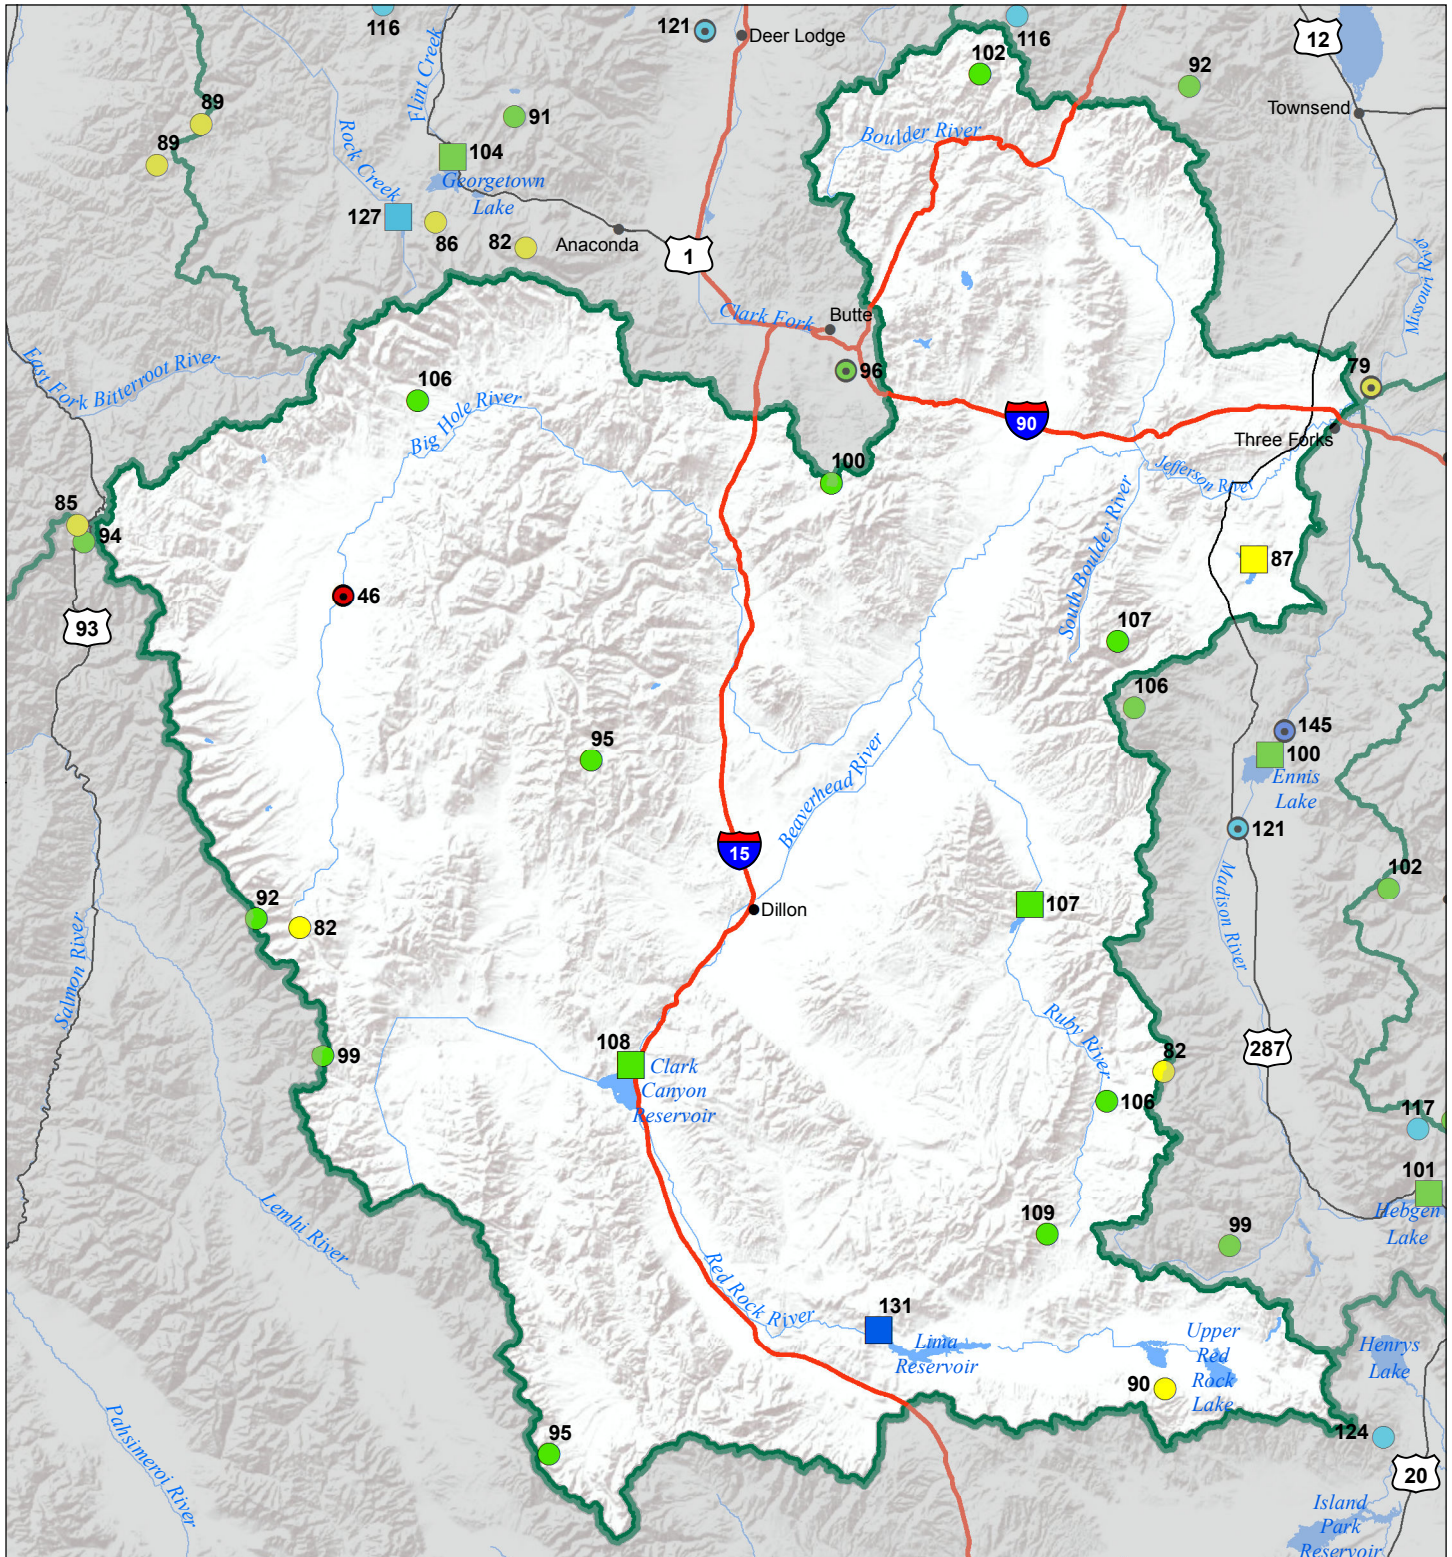 116
121
Deer Lodge
116
12
102
92
Townsend
Flint Creek
89
91
Boulder River
89
Rock Creek
104
Georgetown
Lake
127
86
82
Anaconda
1
Missouri River
Clark Fork
Butte
East Fork Bitterroot River
96
79
106
Big Hole River
90
Three Forks
100
Jefferson River
85
94
South Boulder River
87
46
93
107
106
145
100
Ennis
Lake
95
Beaverhead River
121
15
Madison River
102
92
82
Dillon
107
Salmon River
Ruby River
287
99
108
Clark
Canyon
Reservoir
82
106
117
101
Hebgen
Lake
Lemhi River
109
99
Red Rock River
131
Lima
Reservoir
Upper
Red
Rock
Lake
Henrys
Lake
90
Pahsimeroi River
95
124
20
Island
Park
Reservoir